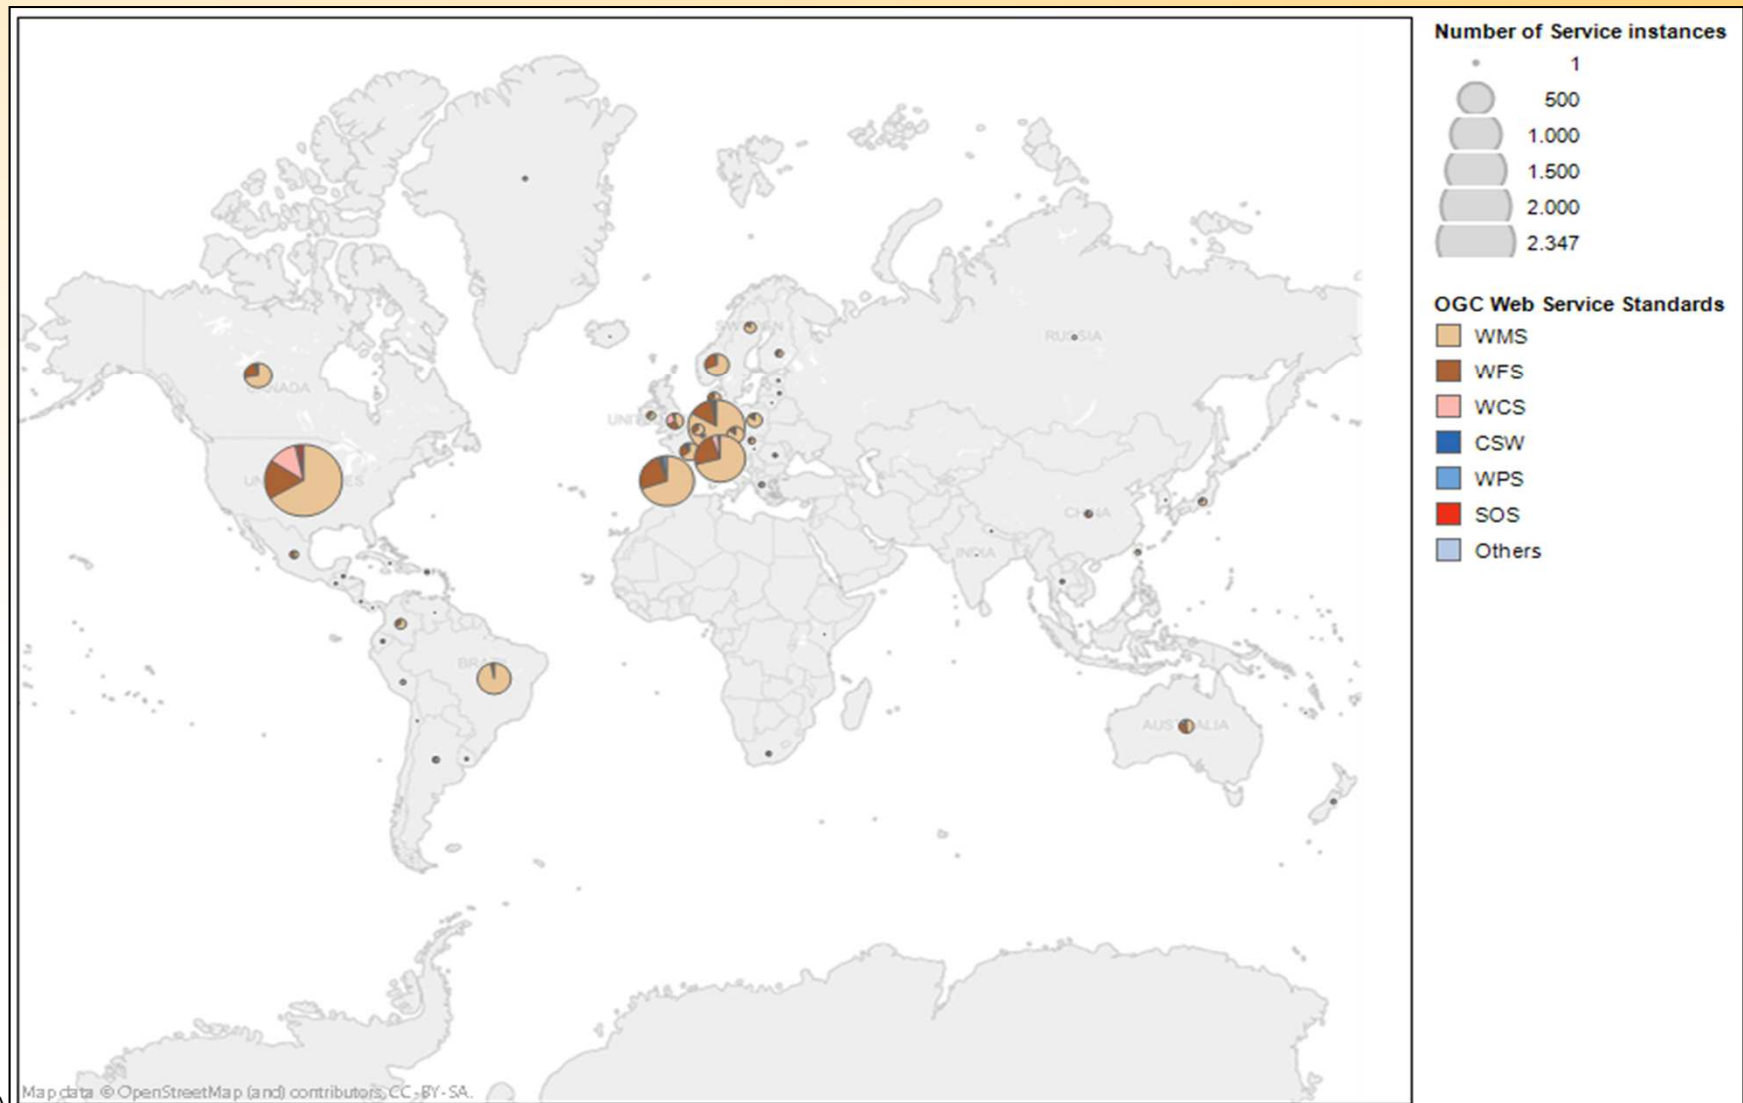 Number of Service instances
1
500
1.000
1.500
2.000
2.347
OGC Web Service Standards
WMS
WFS
WCS
CSW
WPS
SOS
Others
SWEDEN
RUSSIA
CANADA
CHINA
INDIA
BRAZIL
AUSTRALIA
Map data © OpenStreetMap (and) contributors, CC-BY-SA.